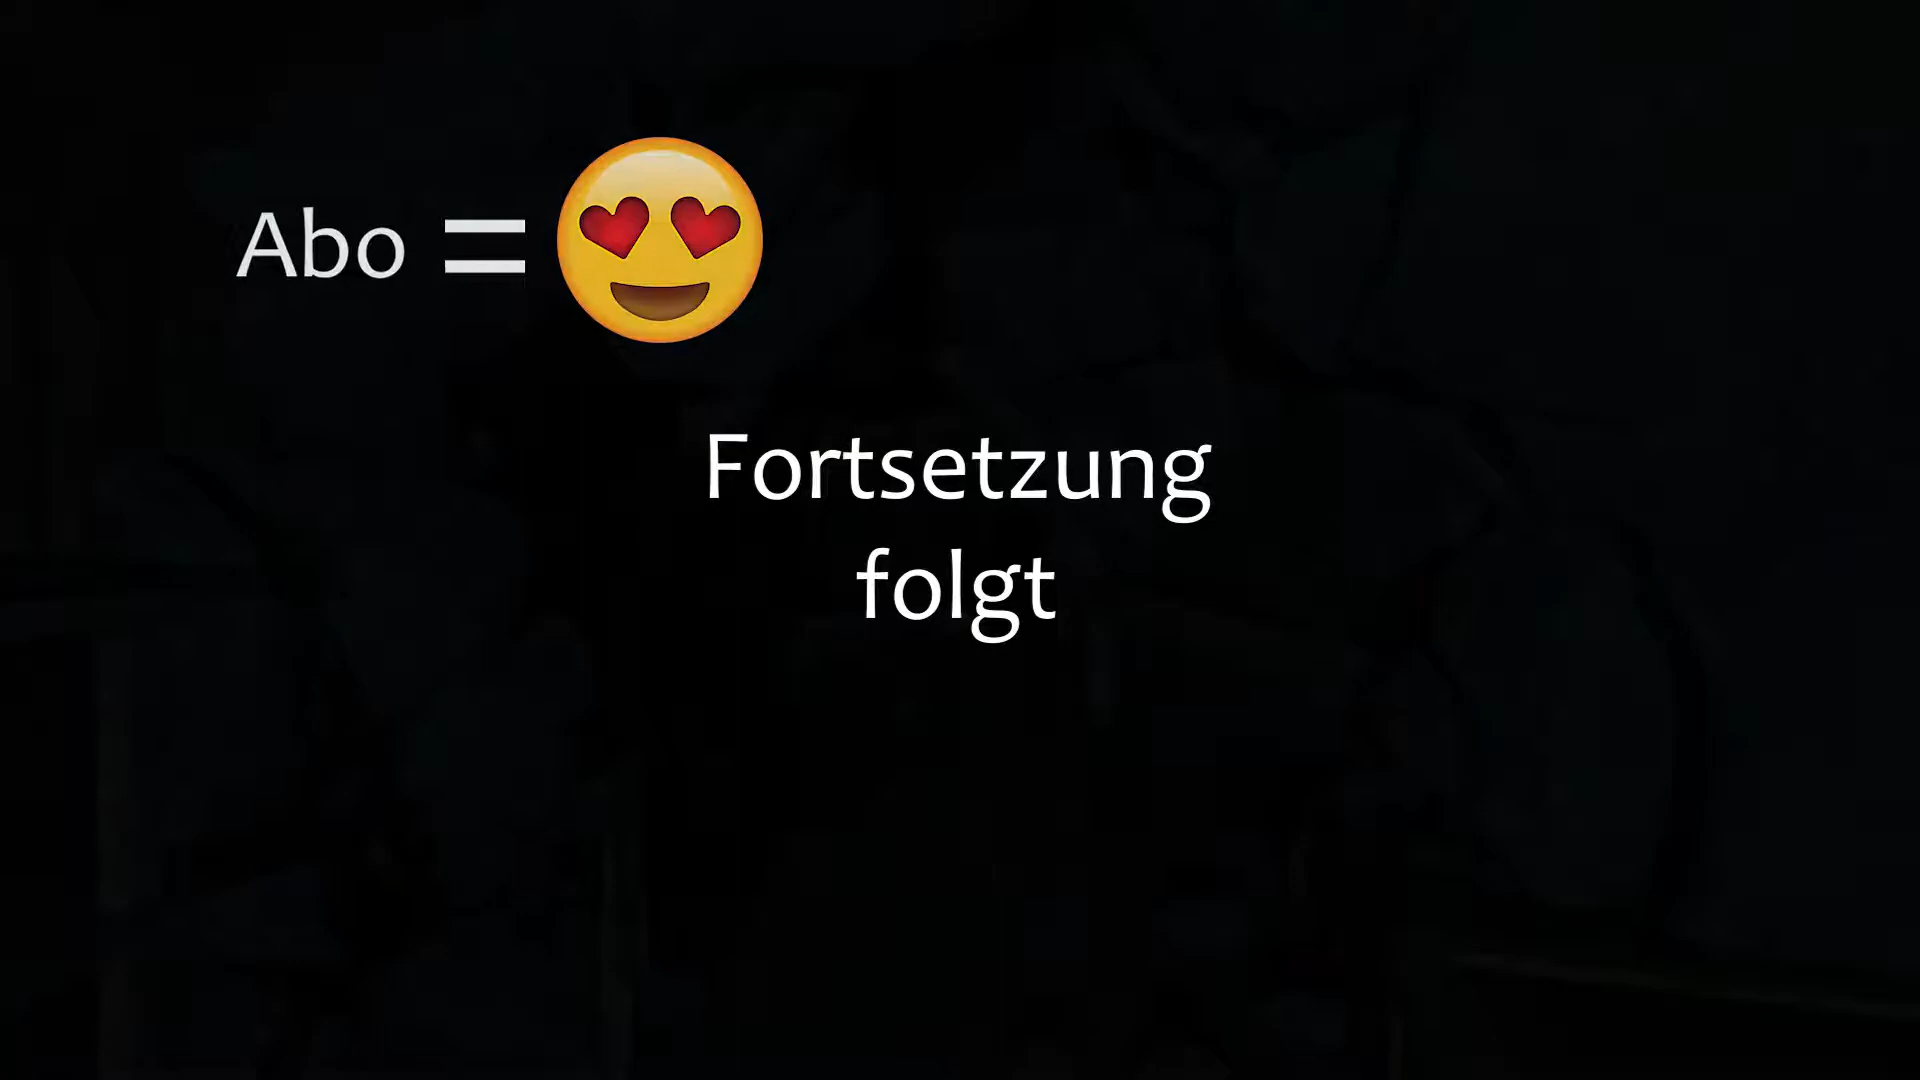 Abo = 😍
Fortsetzung
folgt